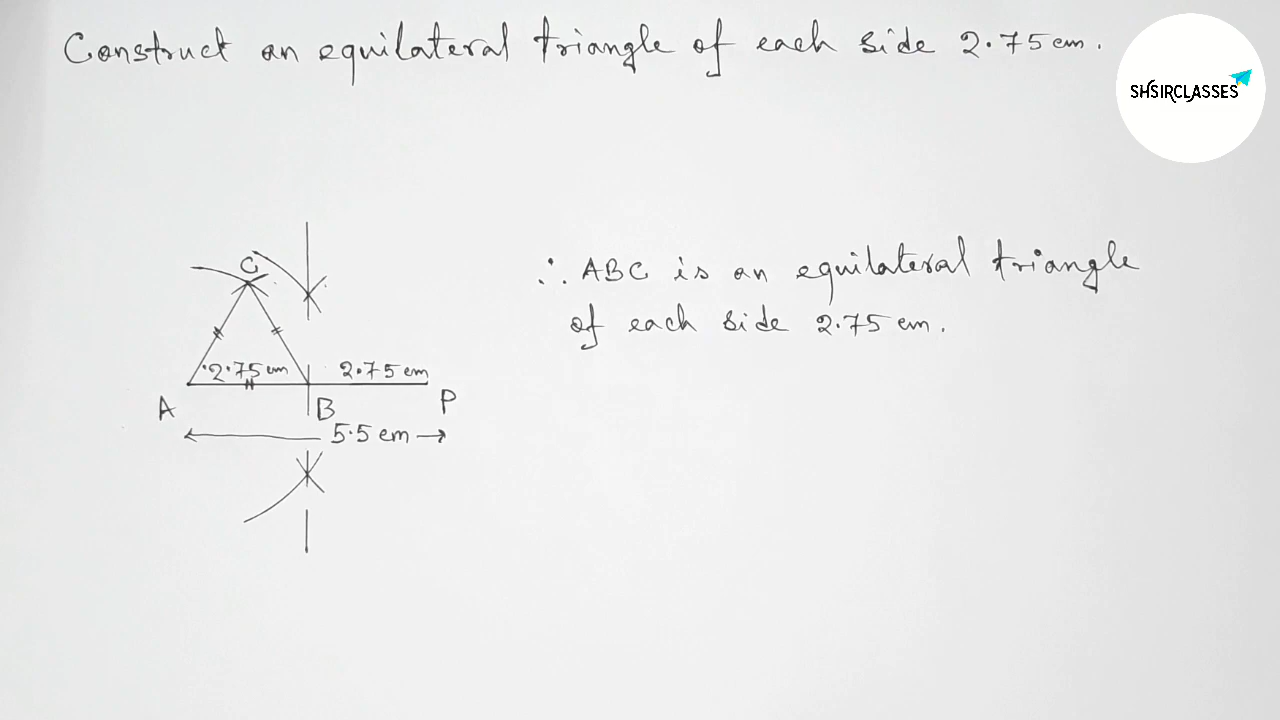 Construct an equilateral triangle of each side 2.75 cm.
SHSIRCLASSES
C
∴ ABC is an equilateral triangle
of each side 2.75 cm.
2.75 cm 2.75 cm
A B P
5.5 cm